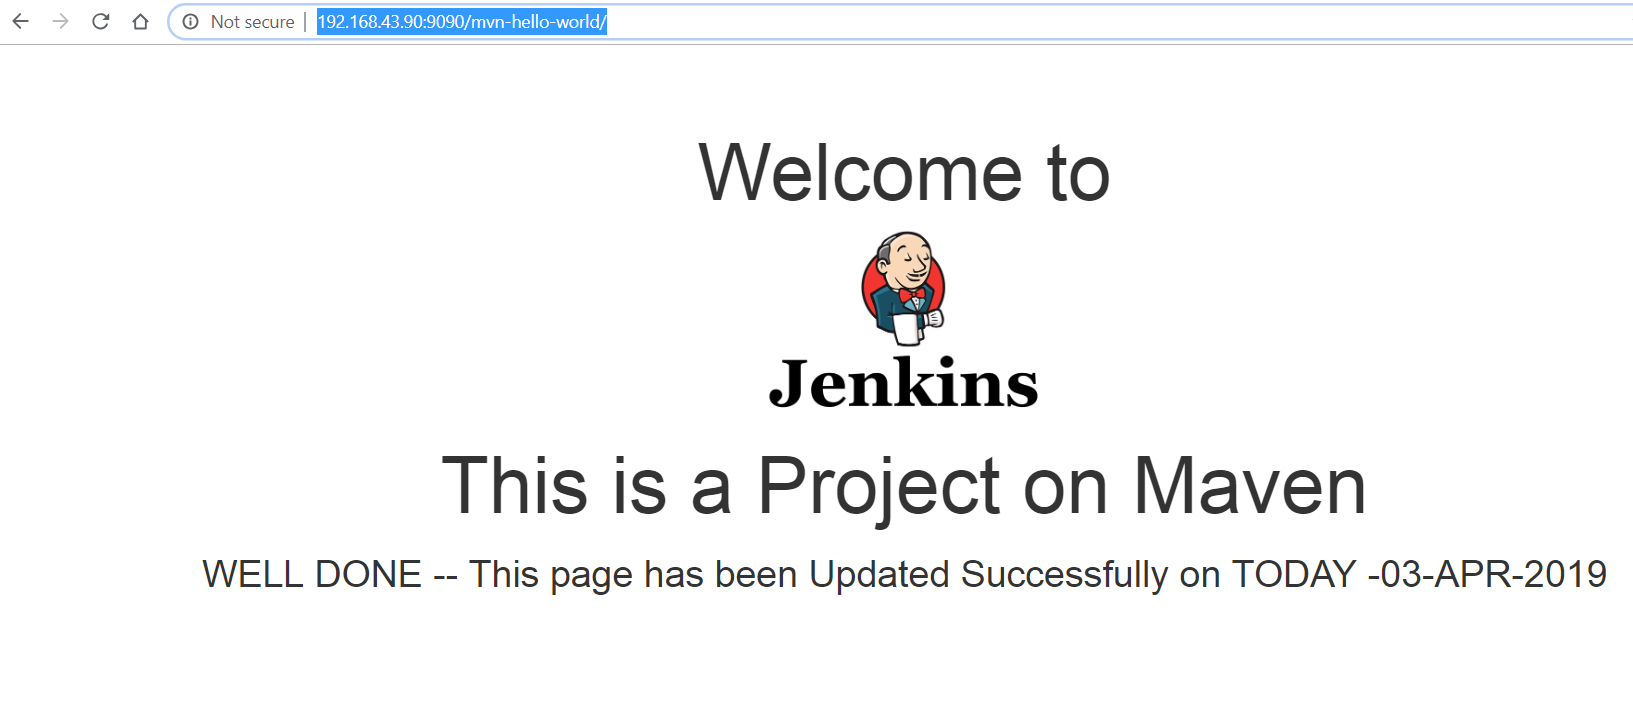 Not secure | 192.168.43.90:9090/mvn-hello-world/
Welcome to
Jenkins
This is a Project on Maven
WELL DONE -- This page has been Updated Successfully on TODAY -03-APR-2019